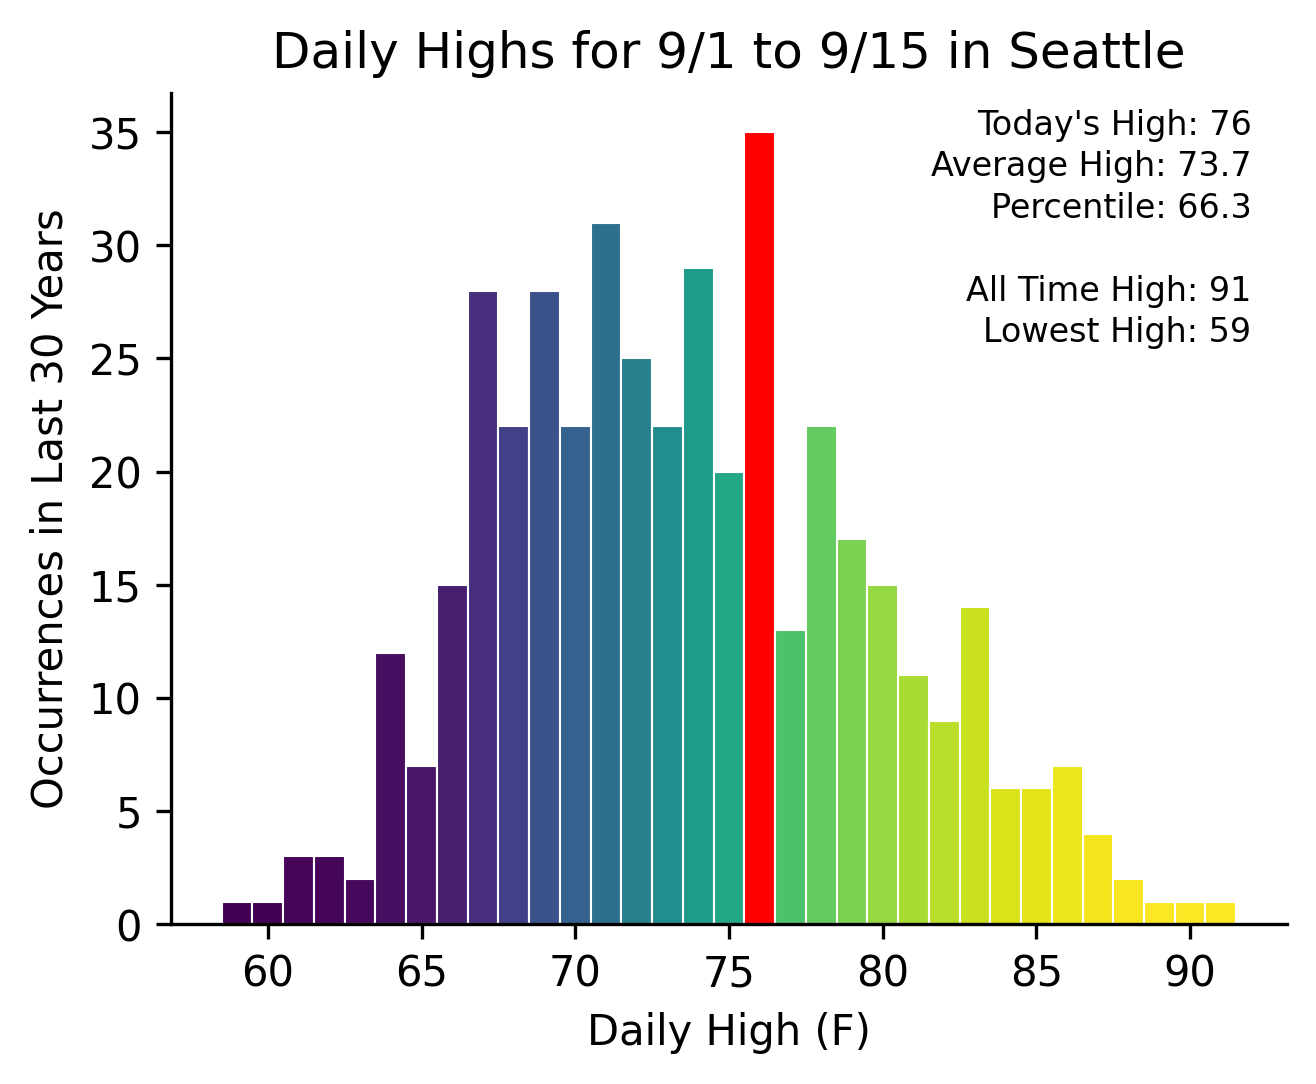 Daily Highs for 9/1 to 9/15 in Seattle
Today's High: 76
Average High: 73.7
Percentile: 66.3
All Time High: 91
Lowest High: 59
Occurrences in Last 30 Years
35
30
25
20
15
10
5
0
60 65 70 75 80 85 90
Daily High (F)